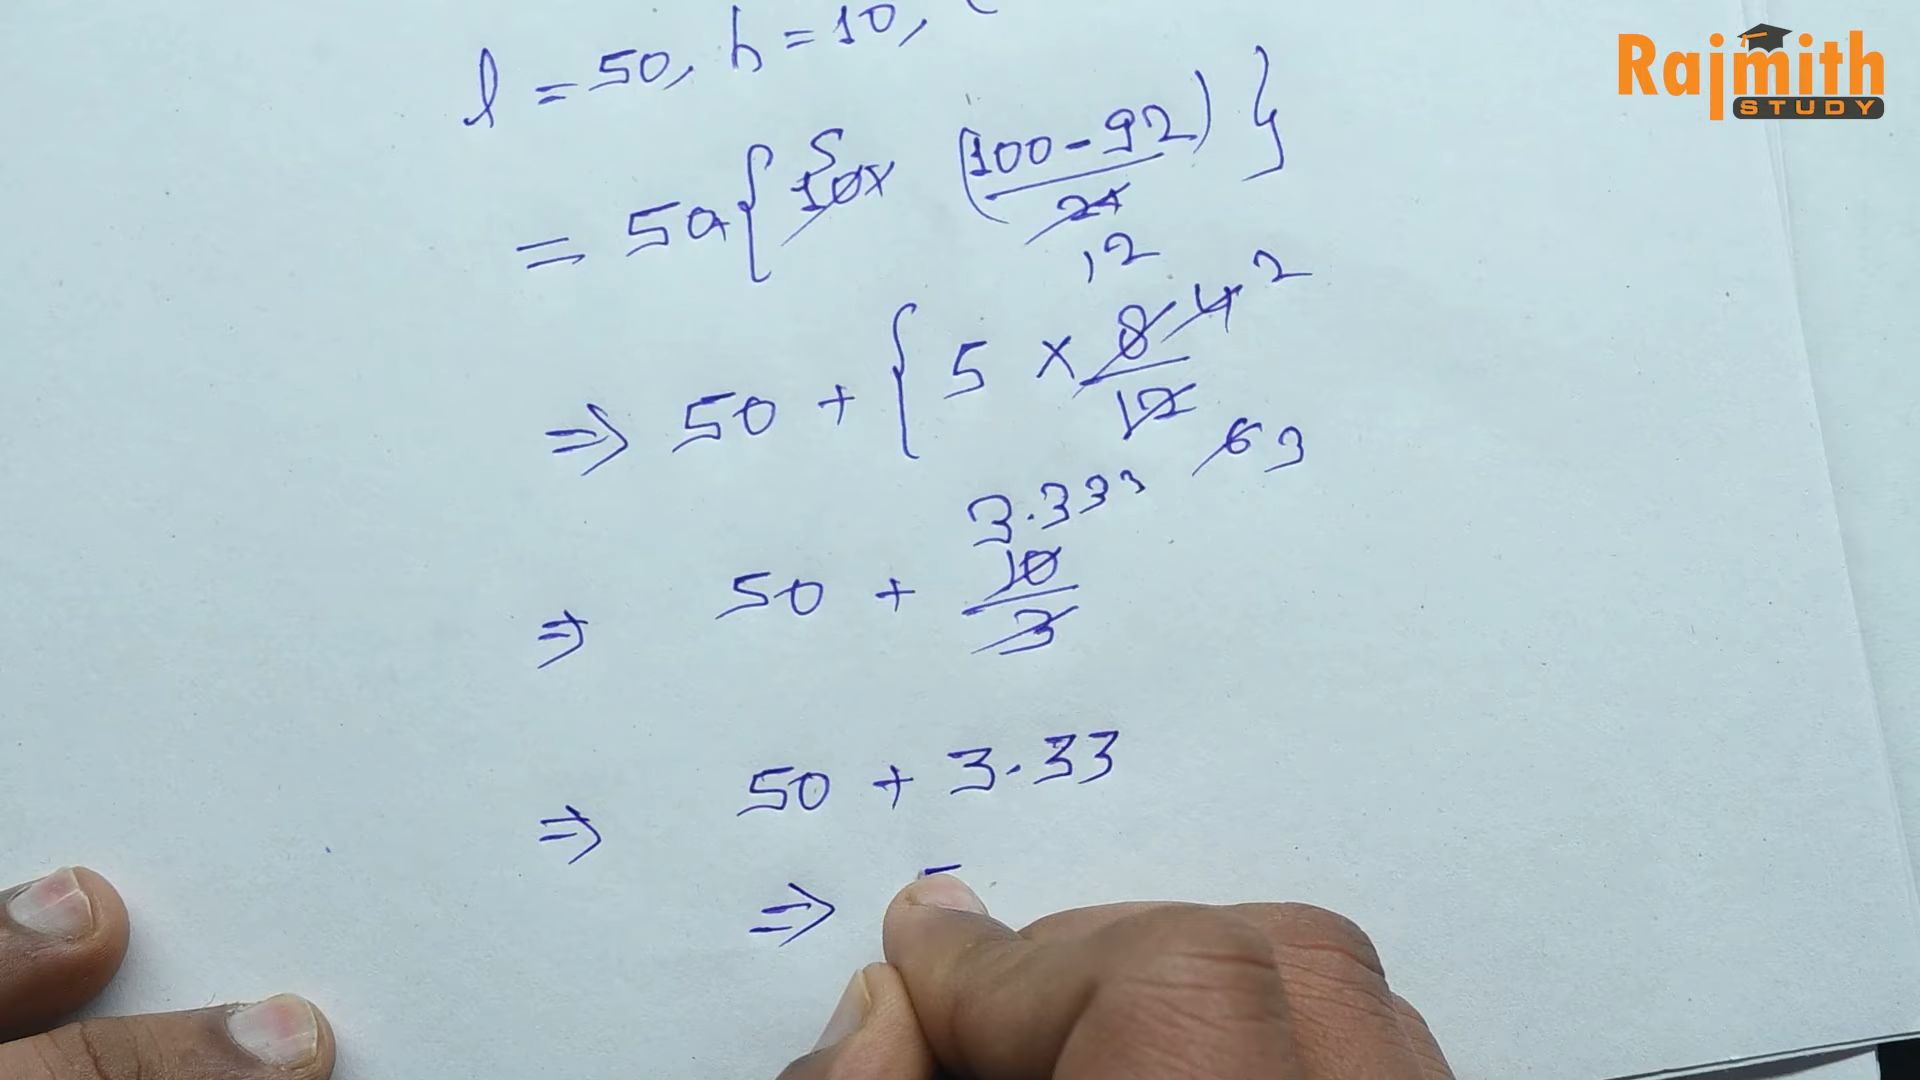 Rajmith
STUDY
l = 50, h = 10,
= 50 { 10x (100-92) }
5
24
12
⇒ 50 + { 5 x 8 4 2
12
6 3
3.333
⇒ 50 + 10
3
⇒ 50 + 3.33
⇒